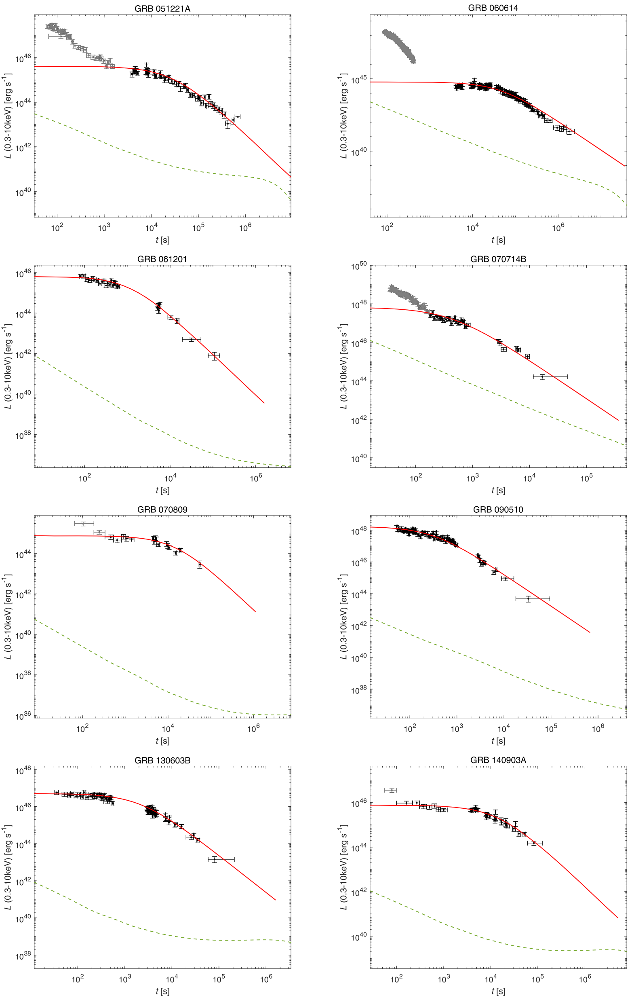 GRB 051221A
10^46
10^44
10^42
10^40
L (0.3-10keV) [erg s^-1]
10^2 10^3 10^4 10^5 10^6
t [s]
GRB 060614
10^45
10^40
L (0.3-10keV) [erg s^-1]
10^2 10^4 10^6
t [s]
GRB 061201
10^46
10^44
10^42
10^40
10^38
L (0.3-10keV) [erg s^-1]
10^2 10^4 10^6
t [s]
GRB 070714B
10^50
10^48
10^46
10^44
10^42
10^40
L (0.3-10keV) [erg s^-1]
10^2 10^3 10^4 10^5
t [s]
GRB 070809
10^44
10^42
10^40
10^38
10^36
L (0.3-10keV) [erg s^-1]
10^2 10^4 10^6
t [s]
GRB 090510
10^48
10^46
10^44
10^42
10^40
10^38
L (0.3-10keV) [erg s^-1]
10^2 10^3 10^4 10^5 10^6
t [s]
GRB 130603B
10^48
10^46
10^44
10^42
10^40
10^38
L (0.3-10keV) [erg s^-1]
10^2 10^3 10^4 10^5 10^6
t [s]
GRB 140903A
10^46
10^44
10^42
10^40
L (0.3-10keV) [erg s^-1]
10^2 10^3 10^4 10^5 10^6
t [s]